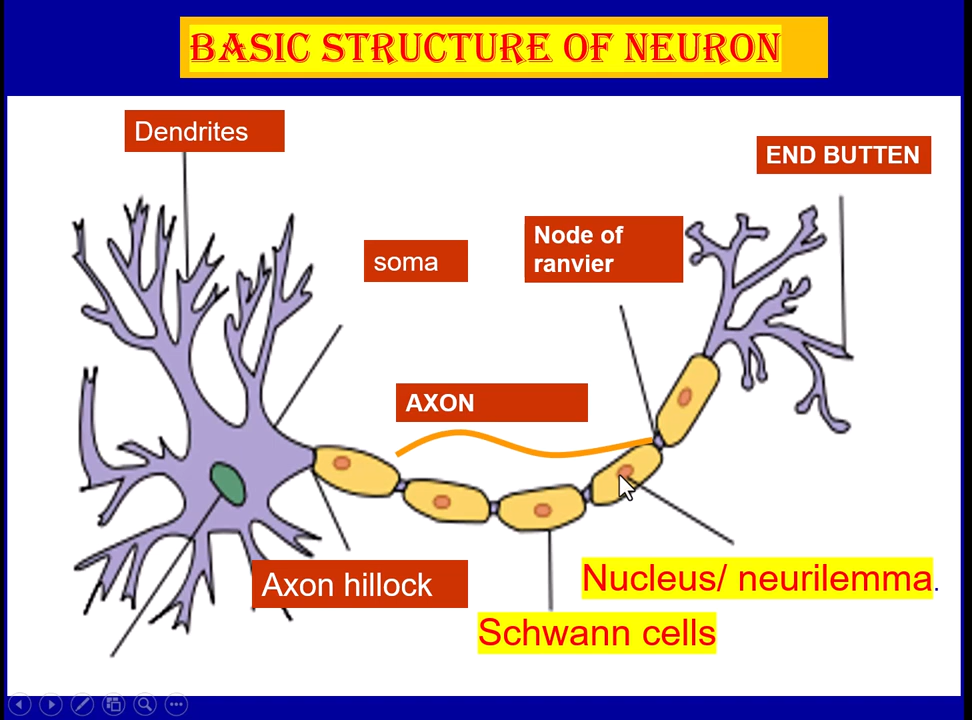 BASIC STRUCTURE OF NEURON
Dendrites
END BUTTEN
Node of
ranvier
soma
AXON
Axon hillock
Nucleus/ neurilemma.
Schwann cells